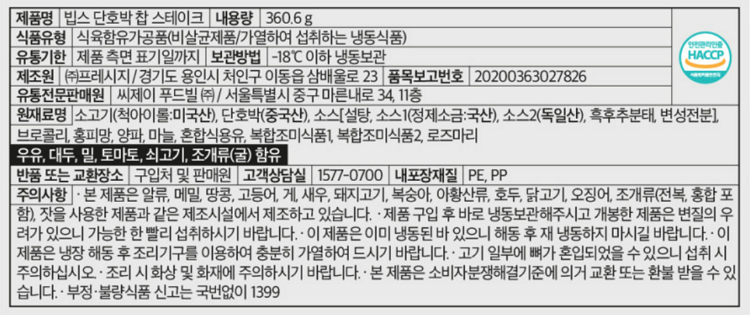 제품명 빕스 단호박 찹 스테이크 내용량 360.6 g
식품유형 식육함유가공품(비살균제품/가열하여 섭취하는 냉동식품)
유통기한 제품 측면 표기일까지 보관방법 -18℃ 이하 냉동보관
제조원 ㈜프레시지/경기도 용인시 처인구 이동읍 삼배울로 23 품목보고번호 20200363027826
유통전문판매원 씨제이 푸드빌 ㈜/ 서울특별시 중구 마른내로 34, 11층
안전관리인증
HACCP
식품의약품안전처
원재료명 소고기(척아이롤:미국산), 단호박(중국산), 소스[설탕, 소스1(정제소금:국산), 소스2(독일산), 흑후추분태, 변성전분],
브로콜리, 홍피망, 양파, 마늘, 혼합식용유, 복합조미식품1, 복합조미식품2, 로즈마리
우유, 대두, 밀, 토마토, 쇠고기, 조개류(굴) 함유
반품 또는 교환장소 구입처 및 판매원 고객상담실 1577-0700 내포장재질 PE, PP
주의사항 · 본 제품은 알류, 메밀, 땅콩, 고등어, 게, 새우, 돼지고기, 복숭아, 아황산류, 호두, 닭고기, 오징어, 조개류(전복, 홍합 포
함), 잣을 사용한 제품과 같은 제조시설에서 제조하고 있습니다. · 제품 구입 후 바로 냉동보관해주시고 개봉한 제품은 변질의 우
려가 있으니 가능한 한 빨리 섭취하시기 바랍니다. · 이 제품은 이미 냉동된 바 있으니 해동 후 재 냉동하지 마시길 바랍니다. · 이
제품은 냉장 해동 후 조리기구를 이용하여 충분히 가열하여 드시기 바랍니다. · 고기 일부에 뼈가 혼입되었을 수 있으니 섭취 시
주의하십시오. · 조리 시 화상 및 화재에 주의하시기 바랍니다. · 본 제품은 소비자분쟁해결기준에 의거 교환 또는 환불 받을 수 있
습니다. · 부정·불량식품 신고는 국번없이 1399